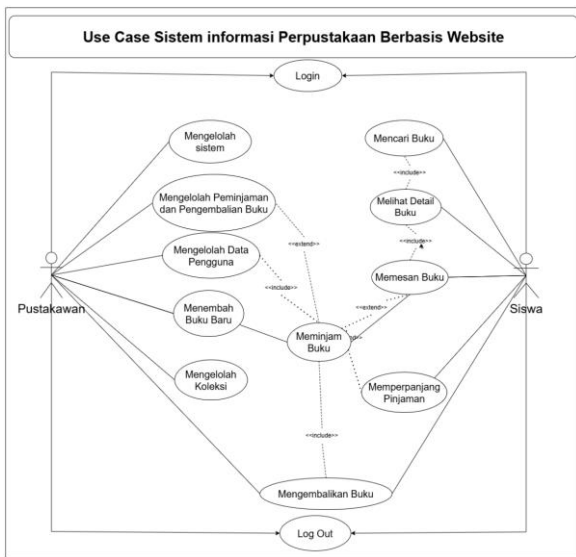 Use Case Sistem informasi Perpustakaan Berbasis Website
Login
Mengelolah
sistem
Mencari Buku
<<include>>
Mengelolah Peminjaman
dan Pengembalian Buku
Melihat Detail
Buku
<<extend>>
<<include>>
Mengelolah Data
Pengguna
Memesan Buku
<<include>>
<<extend>>
Pustakawan
Siswa
Menembah
Buku Baru
Meminjam
Buku
Mengelolah
Koleksi
Memperpanjang
Pinjaman
<<include>>
Mengembalikan Buku
Log Out